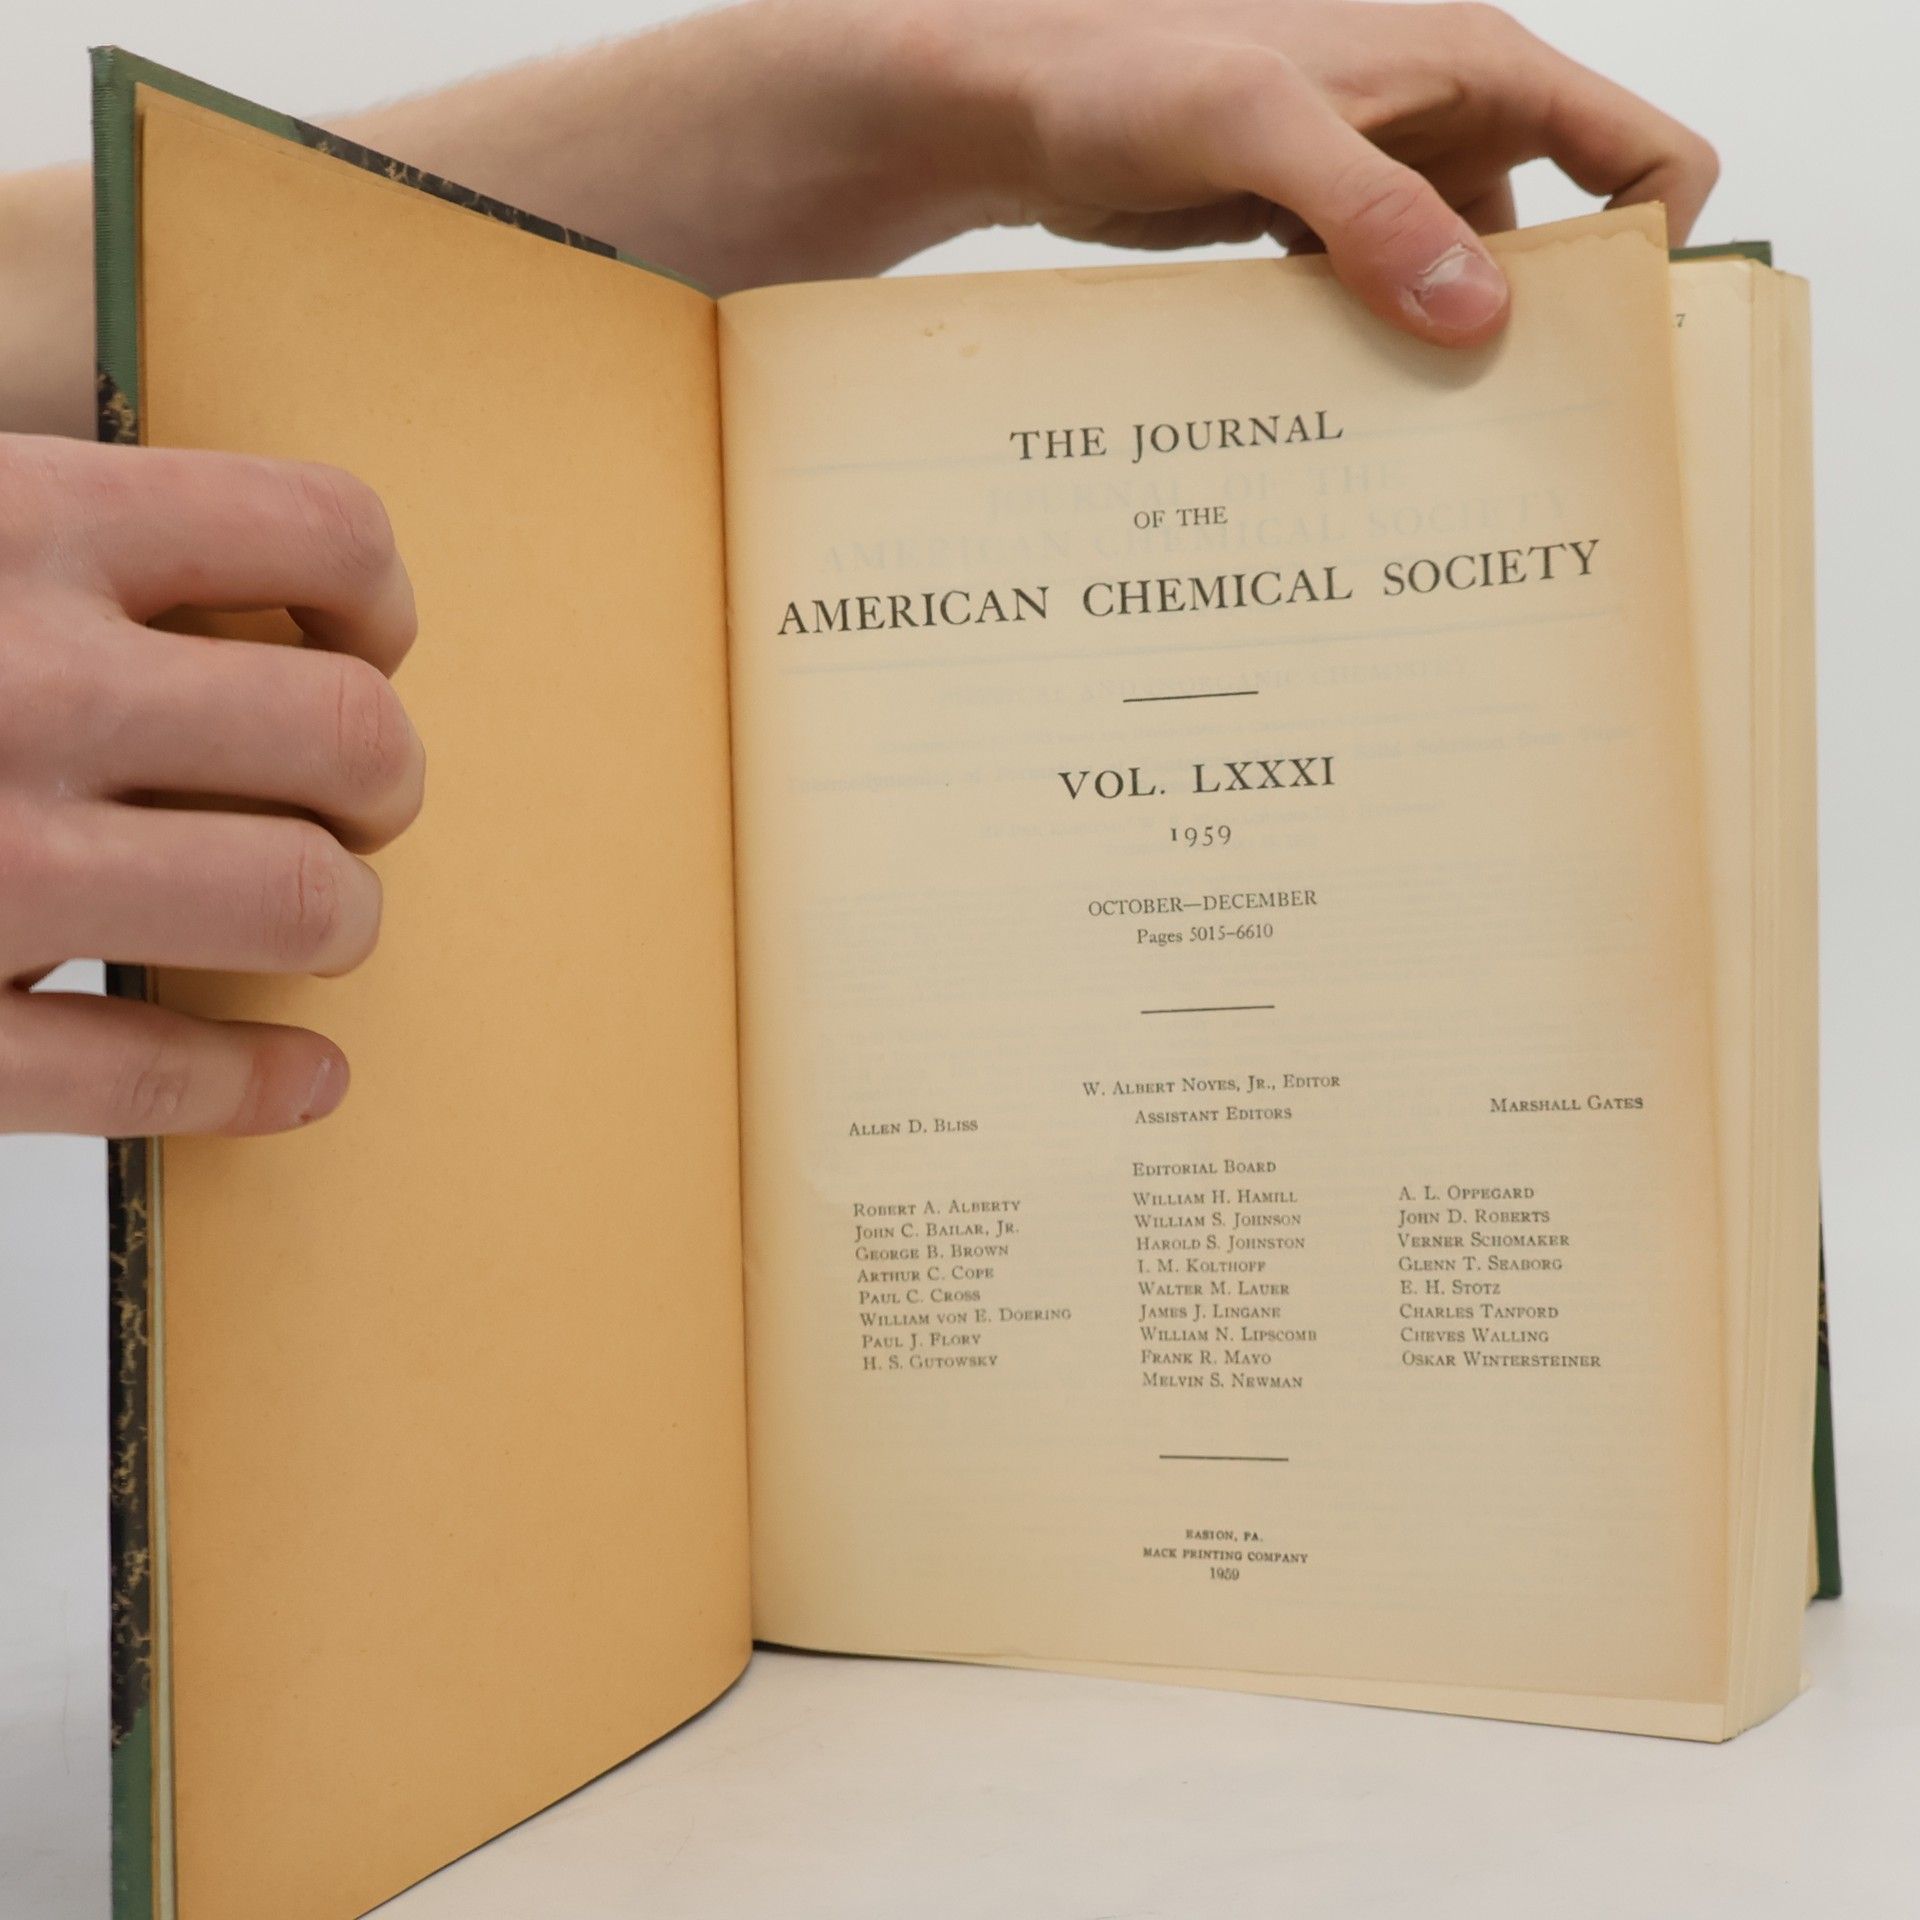 THE JOURNAL
OF THE
AMERICAN CHEMICAL SOCIETY
VOL. LXXXI
1959
OCTOBER—DECEMBER
Pages 5015–6610
W. ALBERT NOYES, JR., EDITOR
ASSISTANT EDITORS
ALLEN D. BLISS
MARSHALL GATES
EDITORIAL BOARD
ROBERT A. ALBERTY
JOHN C. BAILAR, JR.
GEORGE B. BROWN
ARTHUR C. COPE
PAUL C. CROSS
WILLIAM VON E. DOERING
PAUL J. FLORY
H. S. GUTOWSKY
WILLIAM H. HAMILL
WILLIAM S. JOHNSON
HAROLD S. JOHNSTON
I. M. KOLTHOFF
WALTER M. LAUER
JAMES J. LINGANE
WILLIAM N. LIPSCOMB
FRANK R. MAYO
MELVIN S. NEWMAN
A. L. OPPEGARD
JOHN D. ROBERTS
VERNER SCHOMAKER
GLENN T. SEABORG
E. H. STOTZ
CHARLES TANFORD
CHEVES WALLING
OSKAR WINTERSTEINER
EASTON, PA.
MACK PRINTING COMPANY
1959
7